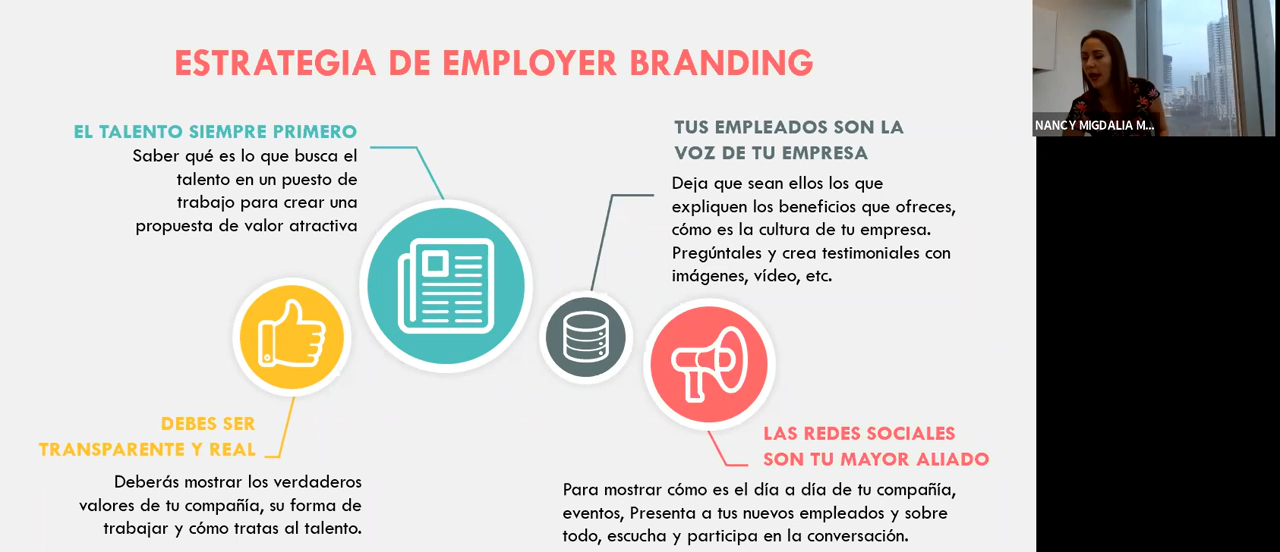 ESTRATEGIA DE EMPLOYER BRANDING
NANCY MIGDALIA M...
EL TALENTO SIEMPRE PRIMERO
Saber qué es lo que busca el
talento en un puesto de
trabajo para crear una
propuesta de valor atractiva
TUS EMPLEADOS SON LA
VOZ DE TU EMPRESA
Deja que sean ellos los que
expliquen los beneficios que ofreces,
cómo es la cultura de tu empresa.
Pregúntales y crea testimoniales con
imágenes, vídeo, etc.
DEBES SER
TRANSPARENTE Y REAL
Deberás mostrar los verdaderos
valores de tu compañía, su forma de
trabajar y cómo tratas al talento.
LAS REDES SOCIALES
SON TU MAYOR ALIADO
Para mostrar cómo es el día a día de tu compañía,
eventos, Presenta a tus nuevos empleados y sobre
todo, escucha y participa en la conversación.